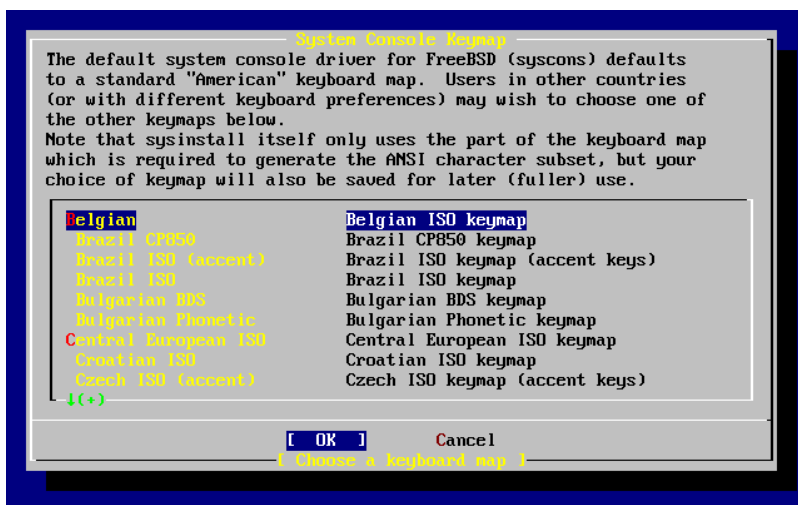 System Console Keymap
The default system console driver for FreeBSD (syscons) defaults
to a standard "American" keyboard map.  Users in other countries
(or with different keyboard preferences) may wish to choose one of
the other keymaps below.
Note that sysinstall itself only uses the part of the keyboard map
which is required to generate the ANSI character subset, but your
choice of keymap will also be saved for later (fuller) use.
Belgian Belgian ISO keymap
Brazil CP850 Brazil CP850 keymap
Brazil ISO (accent) Brazil ISO keymap (accent keys)
Brazil ISO Brazil ISO keymap
Bulgarian BDS Bulgarian BDS keymap
Bulgarian Phonetic Bulgarian Phonetic keymap
Central European ISO Central European ISO keymap
Croatian ISO Croatian ISO keymap
Czech ISO (accent) Czech ISO keymap (accent keys)
↓(+)
[ OK ] Cancel
[ Choose a keyboard map ]